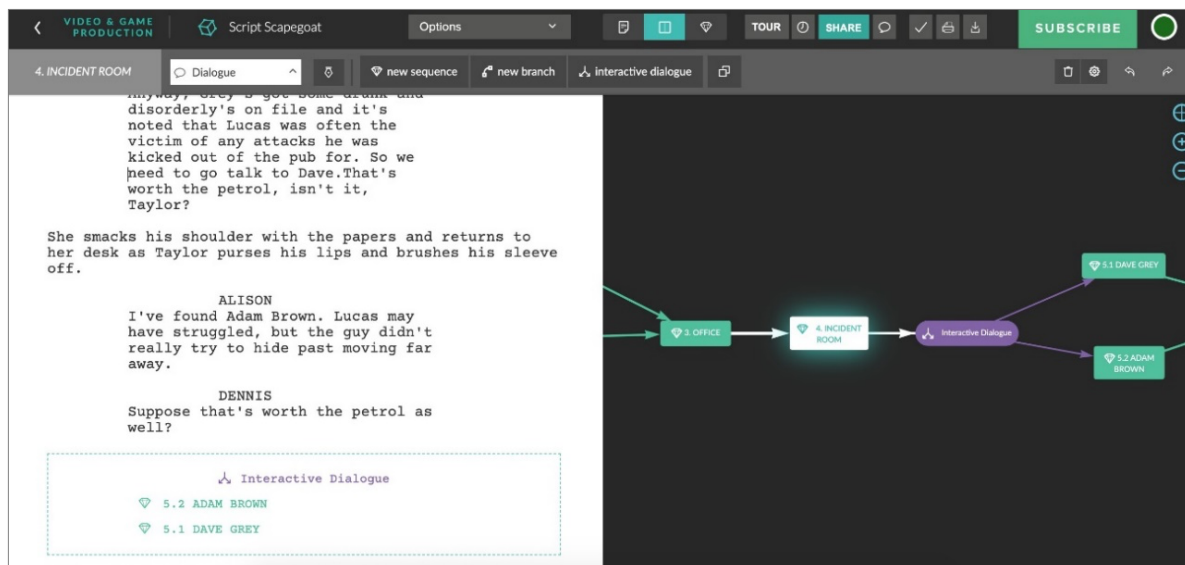 VIDEO & GAME
PRODUCTION
Script Scapegoat
Options
TOUR
SHARE
SUBSCRIBE
4. INCIDENT ROOM
Dialogue
new sequence
new branch
interactive dialogue
Anyway, Grey's got some drunk and
disorderly's on file and it's
noted that Lucas was often the
victim of any attacks he was
kicked out of the pub for. So we
need to go talk to Dave.That's
worth the petrol, isn't it,
Taylor?
She smacks his shoulder with the papers and returns to
her desk as Taylor purses his lips and brushes his sleeve
off.
ALISON
I've found Adam Brown. Lucas may
have struggled, but the guy didn't
really try to hide past moving far
away.
DENNIS
Suppose that's worth the petrol as
well?
Interactive Dialogue
5.2 ADAM BROWN
5.1 DAVE GREY
3. OFFICE
4. INCIDENT
ROOM
Interactive Dialogue
5.1 DAVE GREY
5.2 ADAM
BROWN